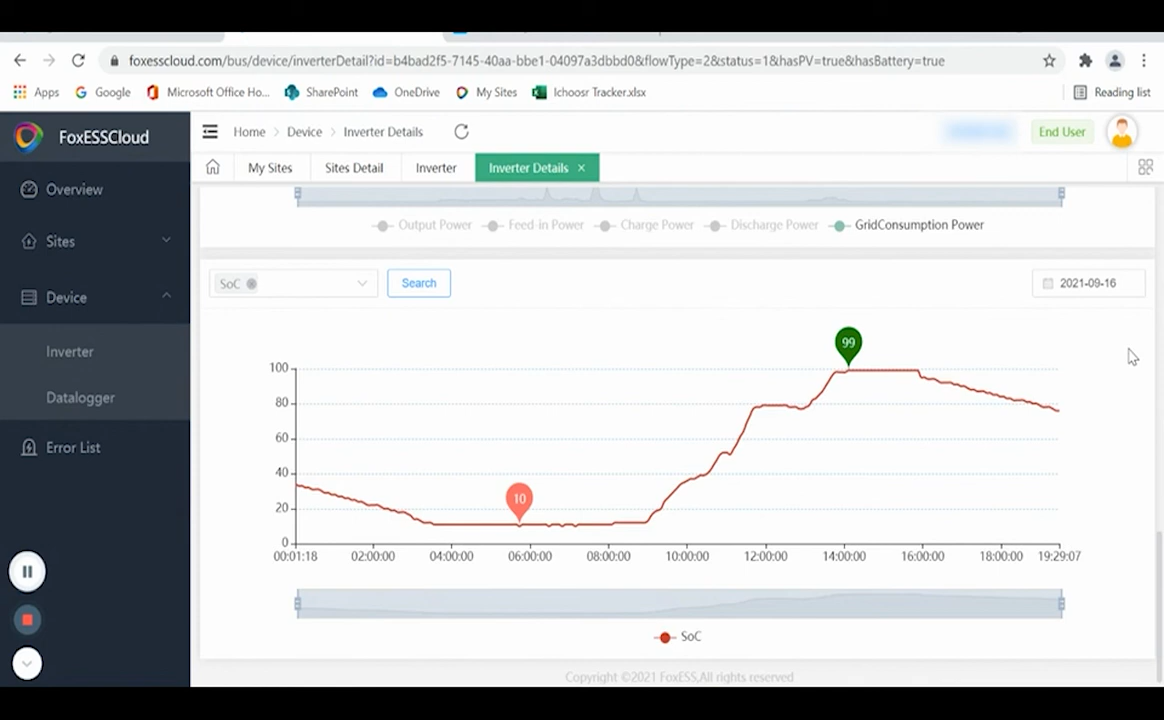 foxesscloud.com/bus/device/inverterDetail?id=b4bad2f5-7145-40aa-bbe1-04097a3dbbd0&flowType=2&status=1&hasPV=true&hasBattery=true
Apps Google Microsoft Office Ho... SharePoint OneDrive My Sites Ichoosr Tracker.xlsx Reading list
FoxESSCloud
Home > Device > Inverter Details
End User
My Sites Sites Detail Inverter Inverter Details ×
Overview
Sites
Device
Inverter
Datalogger
Error List
Output Power Feed-in Power Charge Power Discharge Power GridConsumption Power
SoC Search 2021-09-16
99
100
80
60
40
10
20
0
00:01:18 02:00:00 04:00:00 06:00:00 08:00:00 10:00:00 12:00:00 14:00:00 16:00:00 18:00:00 19:29:07
SoC
Copyright ©2021 FoxESS,All rights reserved